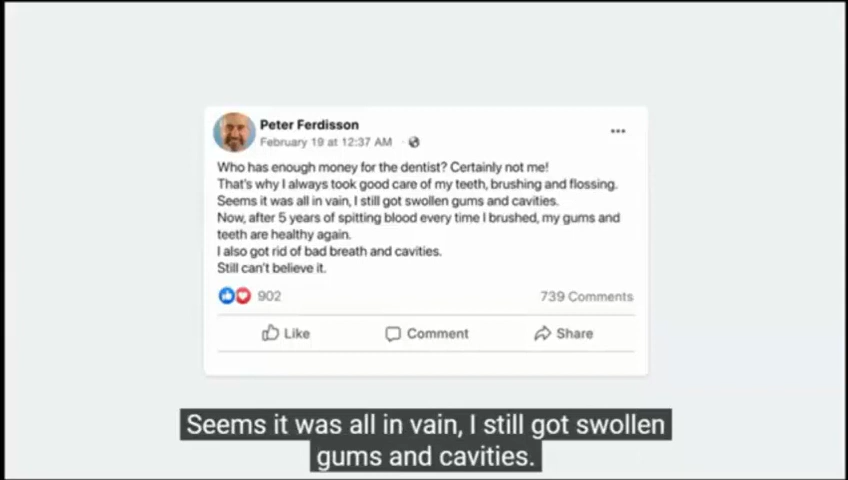 Peter Ferdisson
February 19 at 12:37 AM
Who has enough money for the dentist? Certainly not me!
That's why I always took good care of my teeth, brushing and flossing.
Seems it was all in vain, I still got swollen gums and cavities.
Now, after 5 years of spitting blood every time I brushed, my gums and
teeth are healthy again.
I also got rid of bad breath and cavities.
Still can't believe it.
902 739 Comments
Like Comment Share
Seems it was all in vain, I still got swollen
gums and cavities.